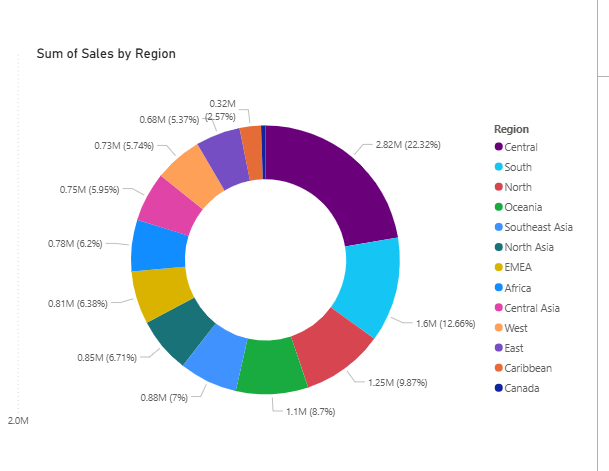 Sum of Sales by Region
0.32M
(2.57%)
0.68M (5.37%)
0.73M (5.74%)
0.75M (5.95%)
0.78M (6.2%)
0.81M (6.38%)
0.85M (6.71%)
0.88M (7%)
1.1M (8.7%)
1.25M (9.87%)
1.6M (12.66%)
2.82M (22.32%)
Region
Central
South
North
Oceania
Southeast Asia
North Asia
EMEA
Africa
Central Asia
West
East
Caribbean
Canada
2.0M